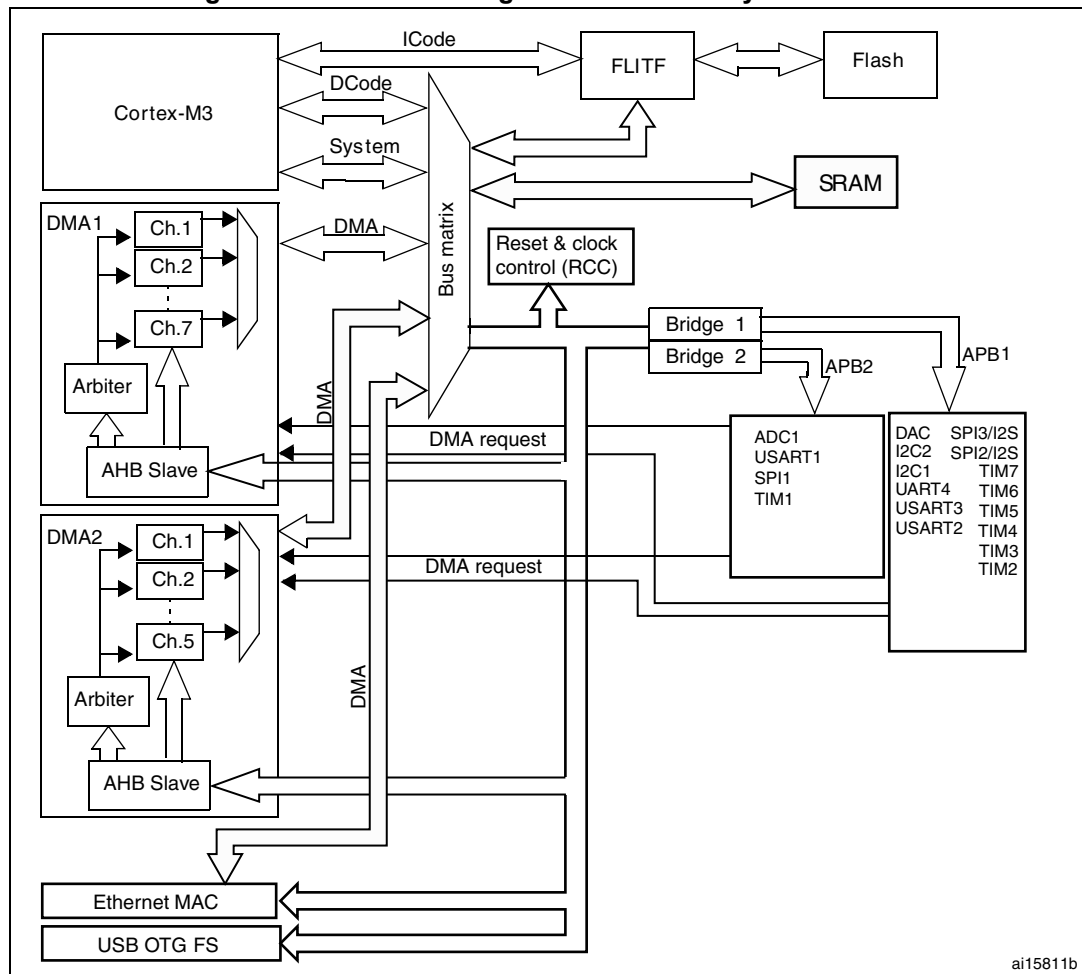 ICode
FLITF
Flash
DCode
Cortex-M3
System
SRAM
DMA1
Ch.1
Ch.2
Ch.7
Arbiter
AHB Slave
DMA
Bus matrix
Reset & clock
control (RCC)
Bridge 1
Bridge 2
APB2
APB1
DMA
DMA request
ADC1
USART1
SPI1
TIM1
DAC SPI3/I2S
I2C2 SPI2/I2S
I2C1 TIM7
UART4 TIM6
USART3 TIM5
USART2 TIM4
TIM3
TIM2
DMA2
Ch.1
Ch.2
Ch.5
Arbiter
AHB Slave
DMA request
DMA
Ethernet MAC
USB OTG FS
ai15811b